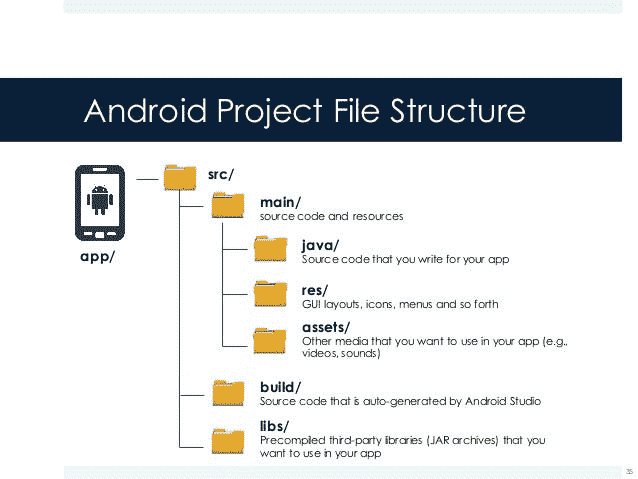 Android Project File Structure
src/
main/
source code and resources
app/
java/
Source code that you write for your app
res/
GUI layouts, icons, menus and so forth
assets/
Other media that you want to use in your app (e.g.,
videos, sounds)
build/
Source code that is auto-generated by Android Studio
libs/
Precompiled third-party libraries (JAR archives) that you
want to use in your app
35